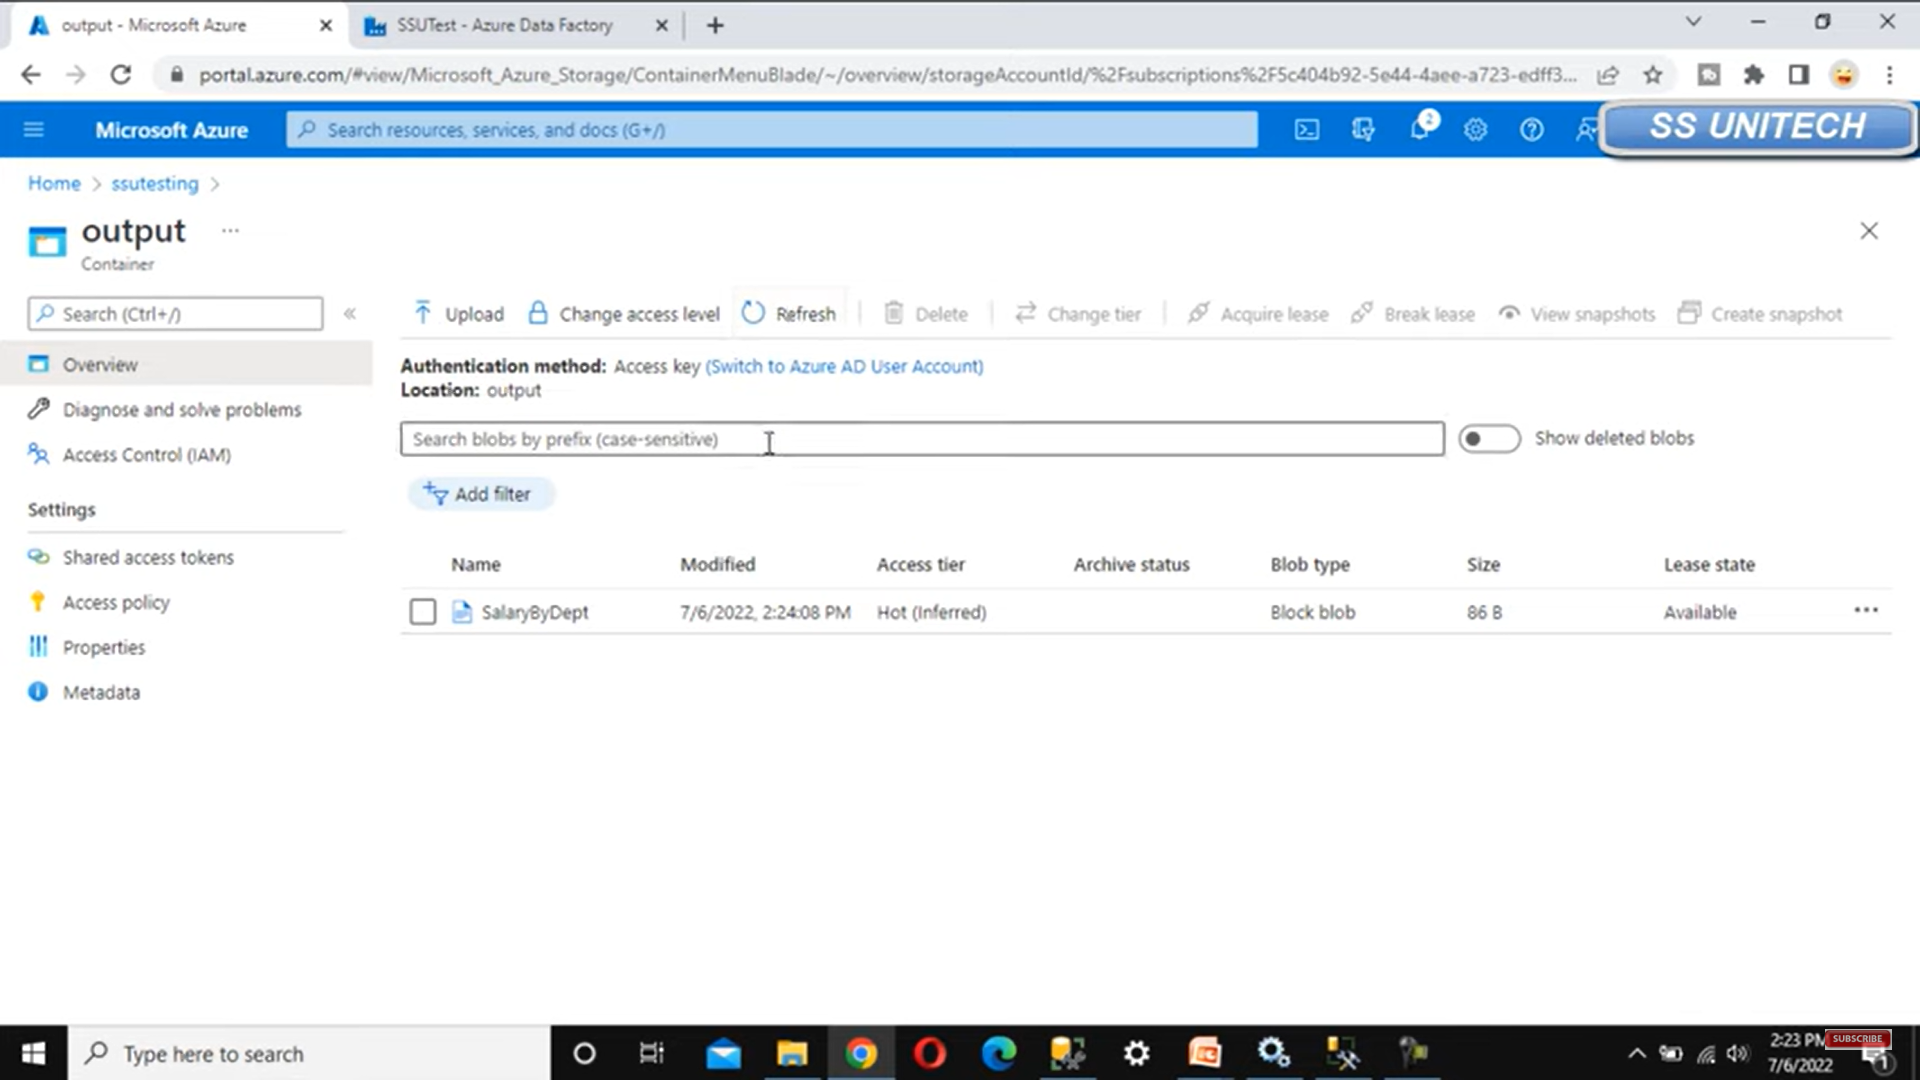 output - Microsoft Azure
SSUTest - Azure Data Factory
portal.azure.com/#view/Microsoft_Azure_Storage/ContainerMenuBlade/~/overview/storageAccountId/%2Fsubscriptions%2F5c404b92-5e44-4aee-a723-edff3...
Microsoft Azure
Search resources, services, and docs (G+/)
2
SS UNITECH
Home > ssutesting >
output ...
Container
Search (Ctrl+/)
«
Upload
Change access level
Refresh
Delete
Change tier
Acquire lease
Break lease
View snapshots
Create snapshot
Overview
Diagnose and solve problems
Access Control (IAM)
Settings
Shared access tokens
Access policy
Properties
Metadata
Authentication method: Access key (Switch to Azure AD User Account)
Location: output
Search blobs by prefix (case-sensitive)
Show deleted blobs
Add filter
Name Modified Access tier Archive status Blob type Size Lease state
SalaryByDept 7/6/2022, 2:24:08 PM Hot (Inferred) Block blob 86 B Available ...
Type here to search
2:23 PM
SUBSCRIBE
7/6/2022
1